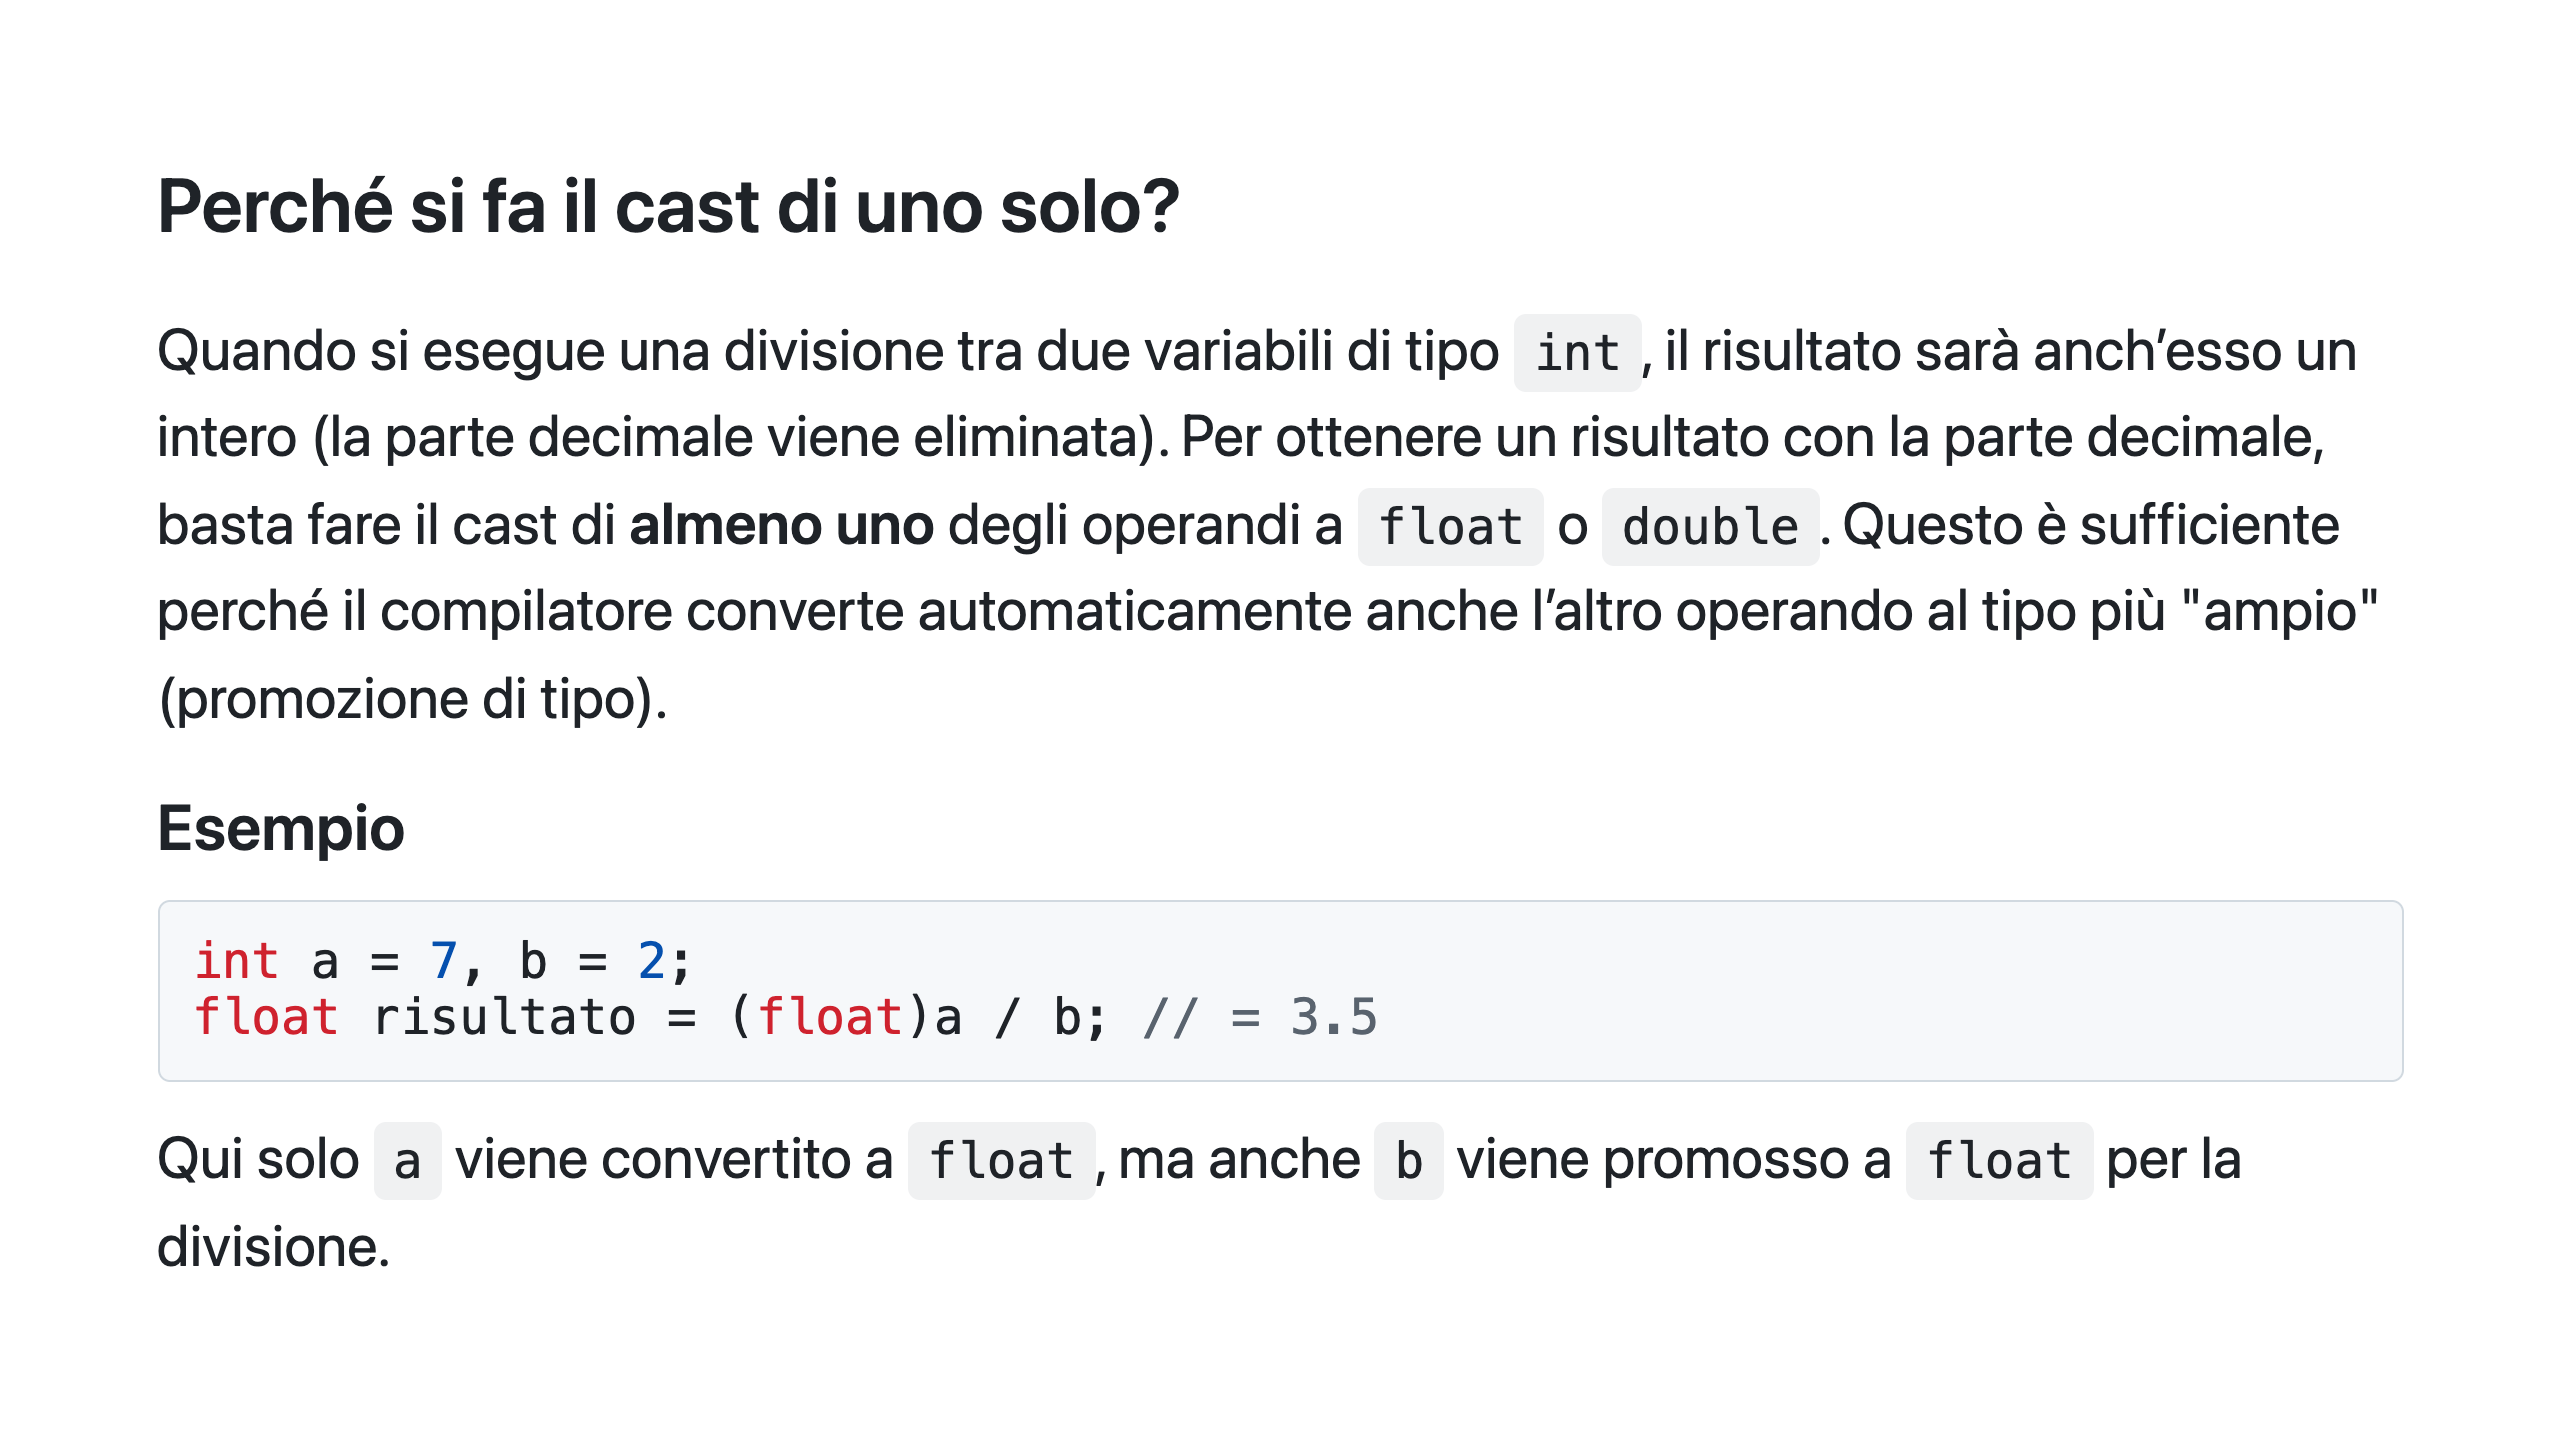 Perché si fa il cast di uno solo?
Quando si esegue una divisione tra due variabili di tipo int, il risultato sarà anch’esso un
intero (la parte decimale viene eliminata). Per ottenere un risultato con la parte decimale,
basta fare il cast di almeno uno degli operandi a float o double. Questo è sufficiente
perché il compilatore converte automaticamente anche l’altro operando al tipo più "ampio"
(promozione di tipo).
Esempio
int a = 7, b = 2;
float risultato = (float)a / b; // = 3.5
Qui solo a viene convertito a float, ma anche b viene promosso a float per la
divisione.